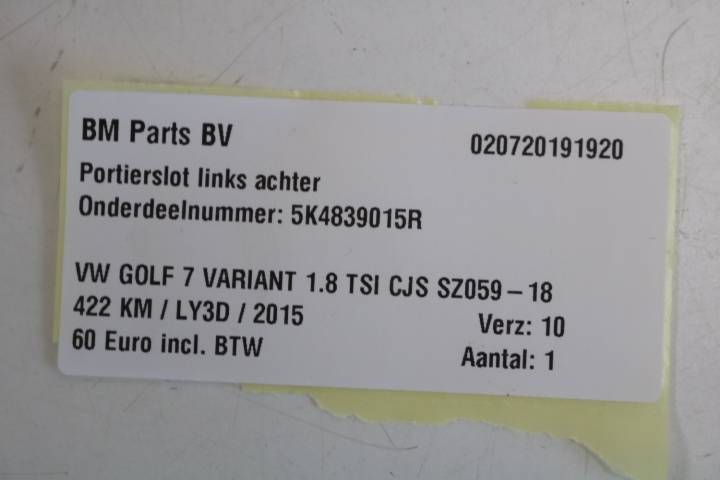 BM Parts BV 020720191920
Portierslot links achter
Onderdeelnummer: 5K4839015R
VW GOLF 7 VARIANT 1.8 TSI CJS SZ059-18
422 KM / LY3D / 2015 Verz: 10
60 Euro incl. BTW Aantal: 1